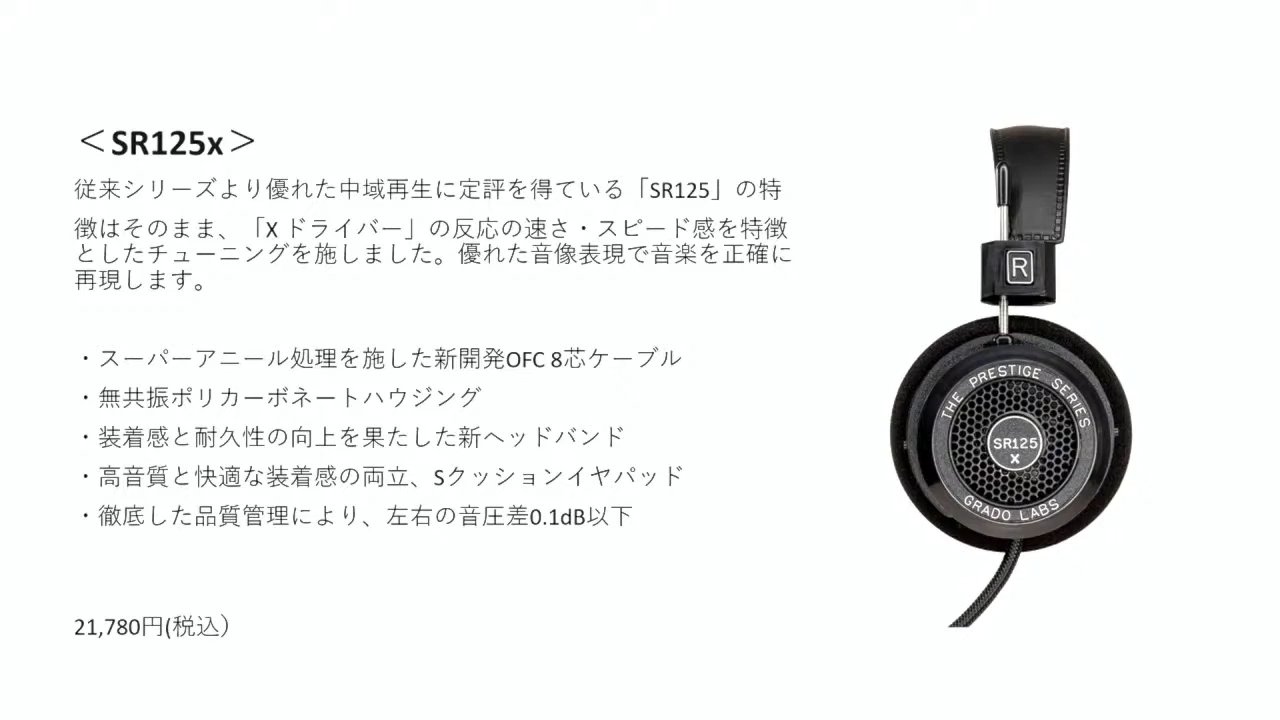 ＜SR125x＞
従来シリーズより優れた中域再生に定評を得ている「SR125」の特
徴はそのまま、「X ドライバー」の反応の速さ・スピード感を特徴
としたチューニングを施しました。優れた音像表現で音楽を正確に
再現します。
・スーパーアニール処理を施した新開発OFC 8芯ケーブル
・無共振ポリカーボネートハウジング
・装着感と耐久性の向上を果たした新ヘッドバンド
・高音質と快適な装着感の両立、Sクッションイヤパッド
・徹底した品質管理により、左右の音圧差0.1dB以下
21,780円(税込）
R
THE PRESTIGE SERIES
SR125
X
GRADO LABS